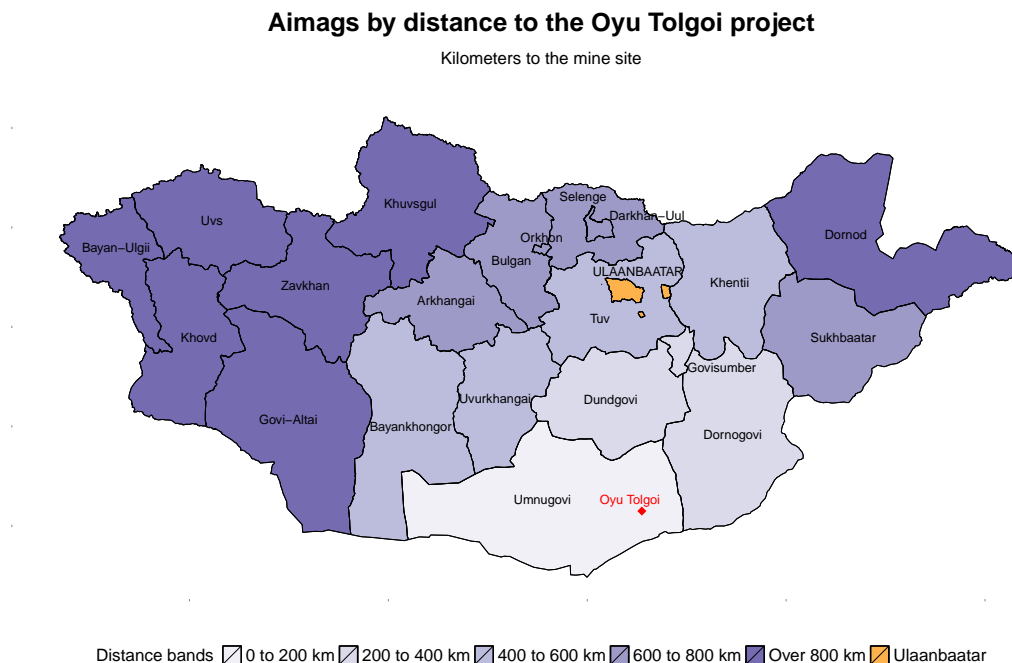 Aimags by distance to the Oyu Tolgoi project
Kilometers to the mine site
Selenge
Khuvsgul
Darkhan−Uul
Uvs
Orkhon
Dornod
Bayan−Ulgii
Bulgan
ULAANBAATAR
Zavkhan
Khentii
Arkhangai
Tuv
Khovd
Sukhbaatar
Govisumber
Uvurkhangai
Dundgovi
Govi−Altai
Bayankhongor
Dornogovi
Umnugovi
Oyu Tolgoi
Distance bands 0 to 200 km 200 to 400 km 400 to 600 km 600 to 800 km Over 800 km Ulaanbaatar